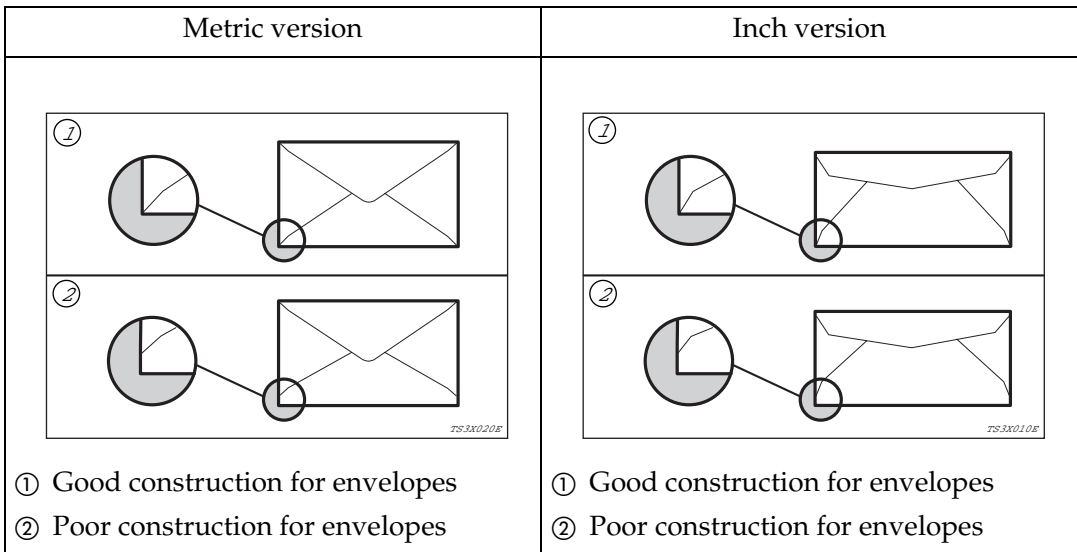 Metric version
Inch version
①
②
TS3X020E
① Good construction for envelopes
② Poor construction for envelopes
①
②
TS3X010E
① Good construction for envelopes
② Poor construction for envelopes